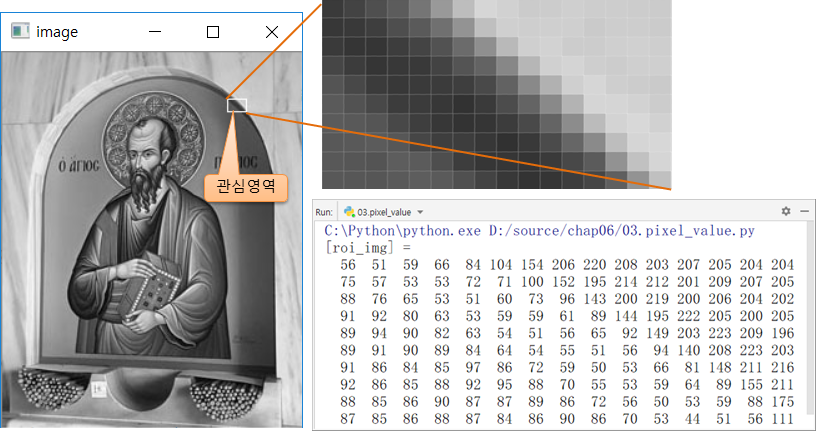 image
Ο ΑΓΙΟC
관심영역
Run: 03.pixel_value
C:\Python\python.exe D:/source/chap06/03.pixel_value.py
[roi_img] =
56 51 59 66 84 104 154 206 220 208 203 207 205 204 204
75 57 53 53 72 71 100 152 195 214 212 201 209 207 205
88 76 65 53 51 60 73 96 143 200 219 200 206 204 202
91 92 80 63 53 59 59 61 89 144 195 222 205 200 205
89 94 90 82 63 54 51 56 65 92 149 203 223 209 196
89 91 90 89 84 64 54 55 51 56 94 140 208 223 203
91 86 84 85 97 86 72 59 50 53 66 81 148 211 216
92 86 85 88 92 95 88 70 55 53 59 64 89 155 211
88 85 86 90 87 87 89 86 72 56 50 53 59 88 175
87 85 86 88 87 84 86 90 86 70 53 44 51 56 111